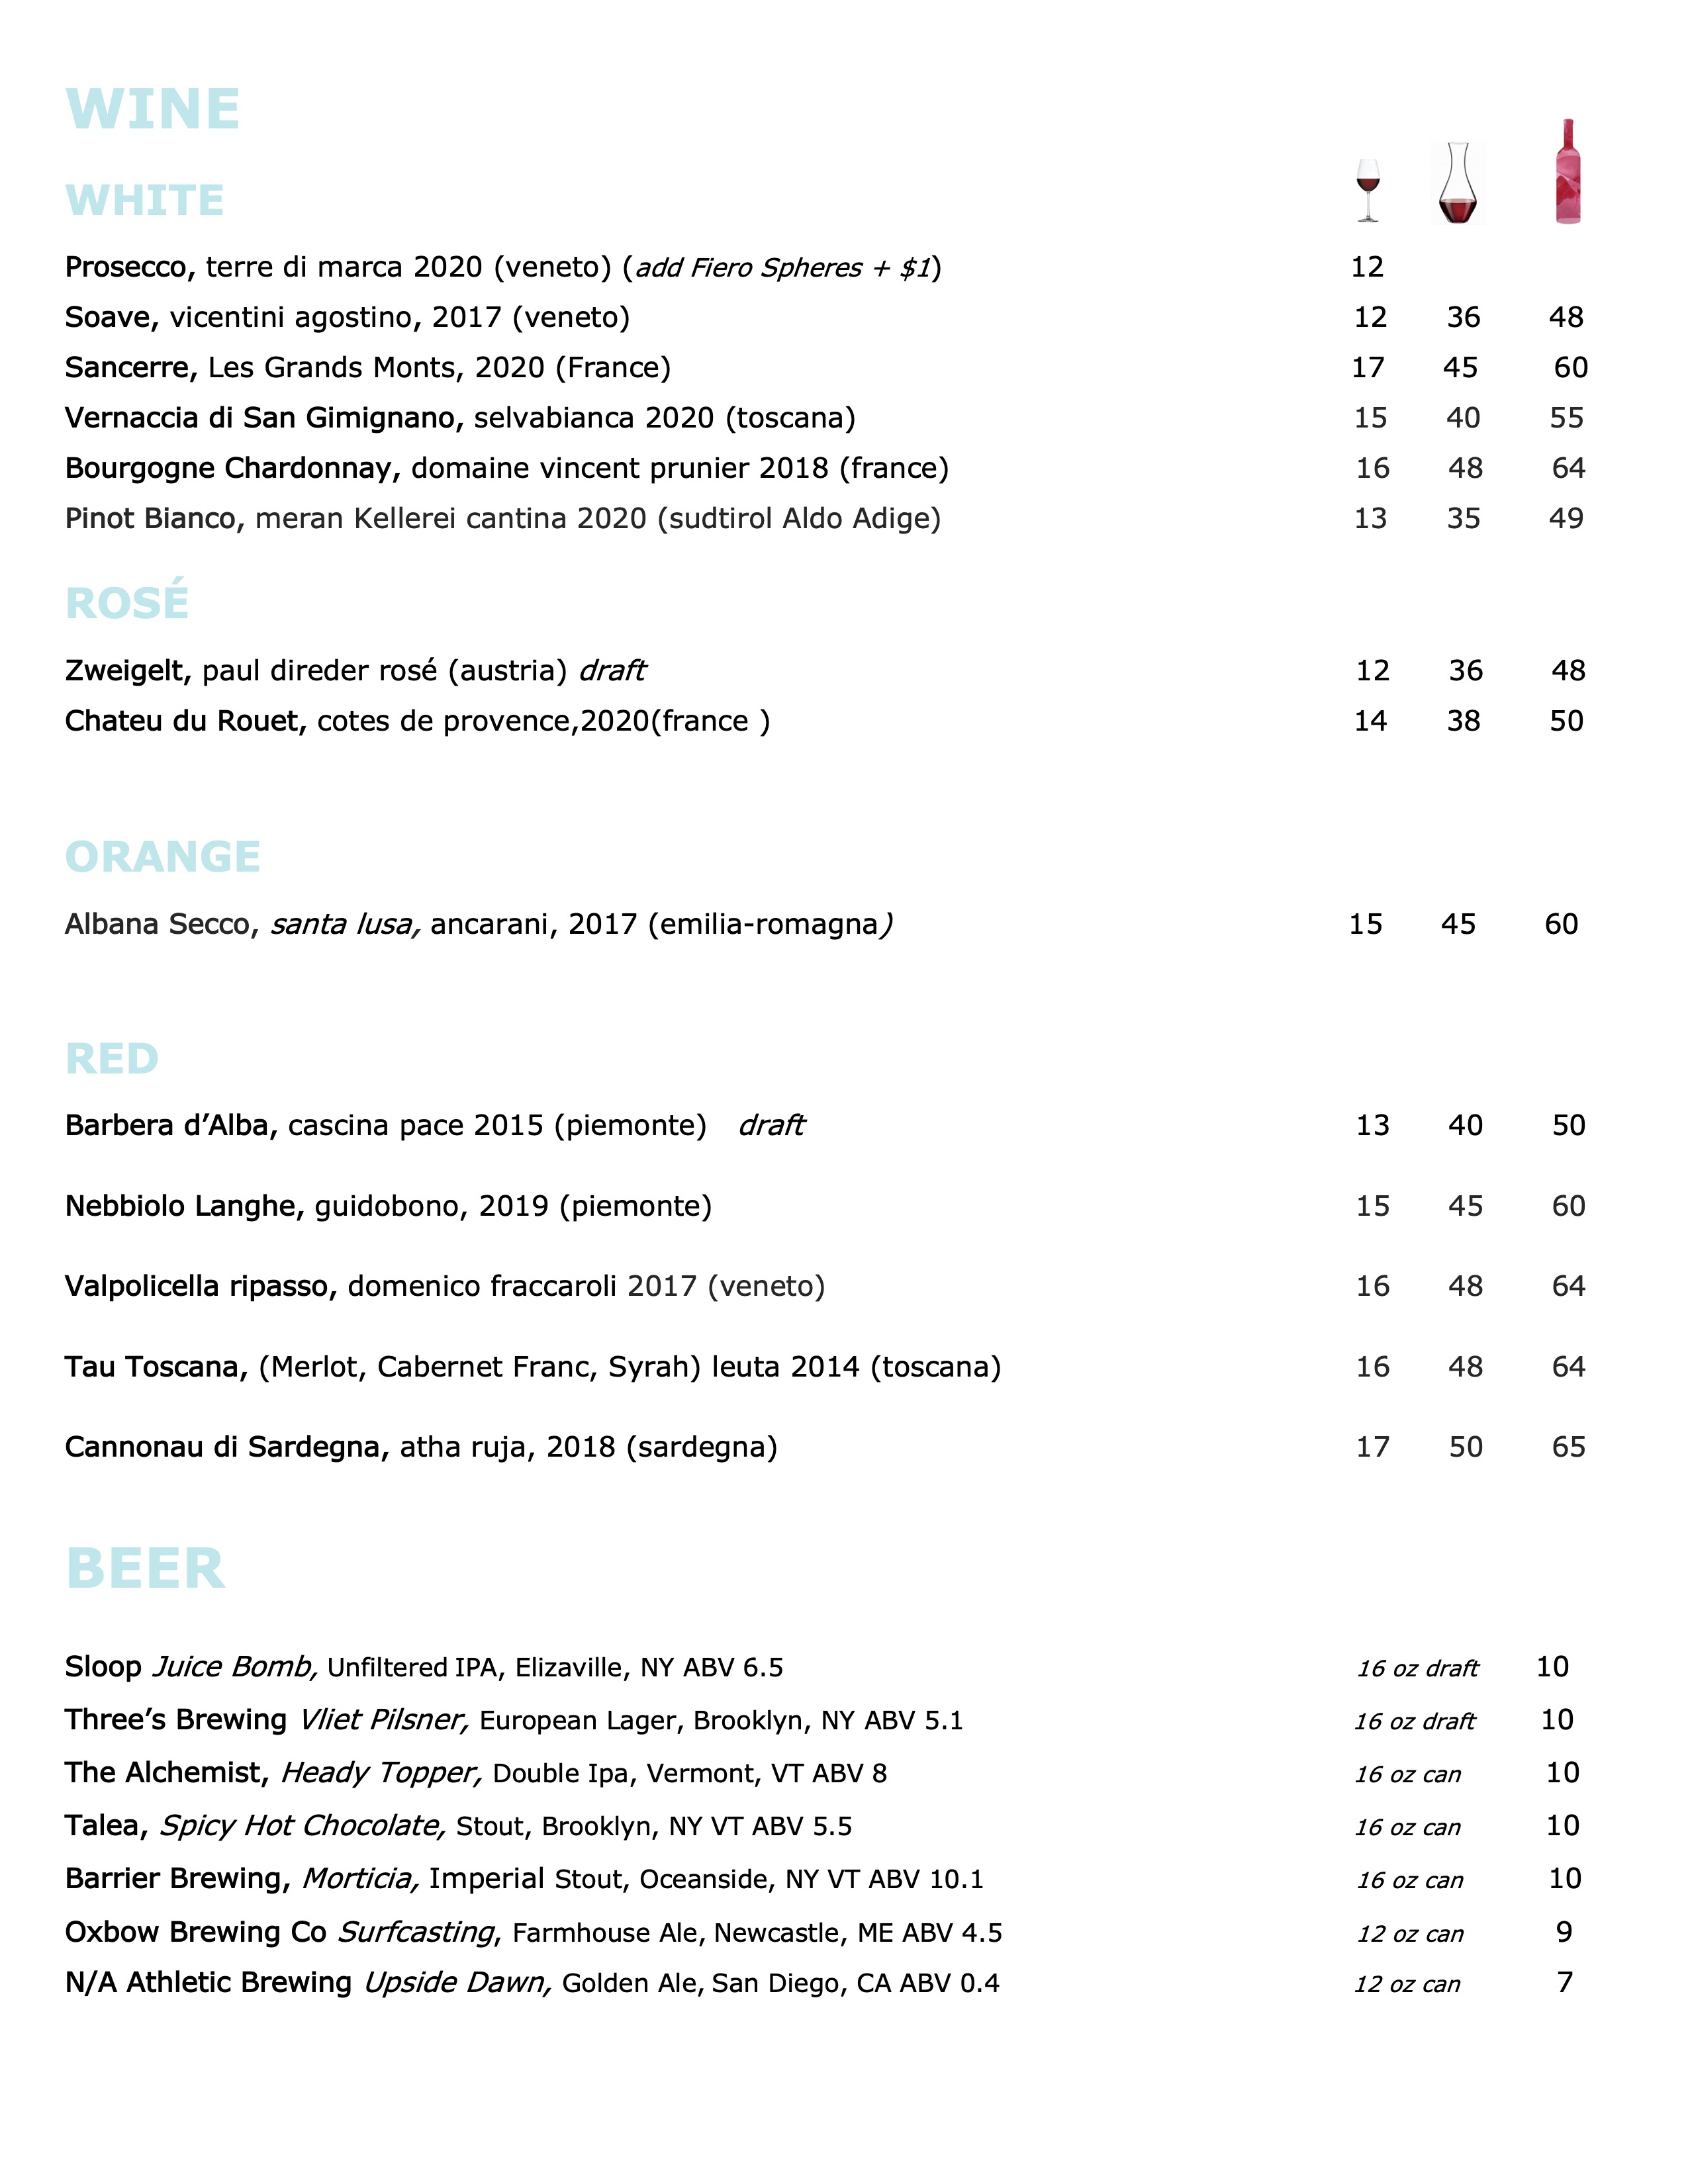 WINE
WHITE
Prosecco, terre di marca 2020 (veneto) (add Fiero Spheres + $1) 12
Soave, vicentini agostino, 2017 (veneto) 12 36 48
Sancerre, Les Grands Monts, 2020 (France) 17 45 60
Vernaccia di San Gimignano, selvabianca 2020 (toscana) 15 40 55
Bourgogne Chardonnay, domaine vincent prunier 2018 (france) 16 48 64
Pinot Bianco, meran Kellerei cantina 2020 (sudtirol Aldo Adige) 13 35 49
ROSÉ
Zweigelt, paul direder rosé (austria) draft 12 36 48
Chateu du Rouet, cotes de provence,2020(france ) 14 38 50
ORANGE
Albana Secco, santa lusa, ancarani, 2017 (emilia-romagna) 15 45 60
RED
Barbera d’Alba, cascina pace 2015 (piemonte) draft 13 40 50
Nebbiolo Langhe, guidobono, 2019 (piemonte) 15 45 60
Valpolicella ripasso, domenico fraccaroli 2017 (veneto) 16 48 64
Tau Toscana, (Merlot, Cabernet Franc, Syrah) leuta 2014 (toscana) 16 48 64
Cannonau di Sardegna, atha ruja, 2018 (sardegna) 17 50 65
BEER
Sloop Juice Bomb, Unfiltered IPA, Elizaville, NY ABV 6.5 16 oz draft 10
Three’s Brewing Vliet Pilsner, European Lager, Brooklyn, NY ABV 5.1 16 oz draft 10
The Alchemist, Heady Topper, Double Ipa, Vermont, VT ABV 8 16 oz can 10
Talea, Spicy Hot Chocolate, Stout, Brooklyn, NY VT ABV 5.5 16 oz can 10
Barrier Brewing, Morticia, Imperial Stout, Oceanside, NY VT ABV 10.1 16 oz can 10
Oxbow Brewing Co Surfcasting, Farmhouse Ale, Newcastle, ME ABV 4.5 12 oz can 9
N/A Athletic Brewing Upside Dawn, Golden Ale, San Diego, CA ABV 0.4 12 oz can 7